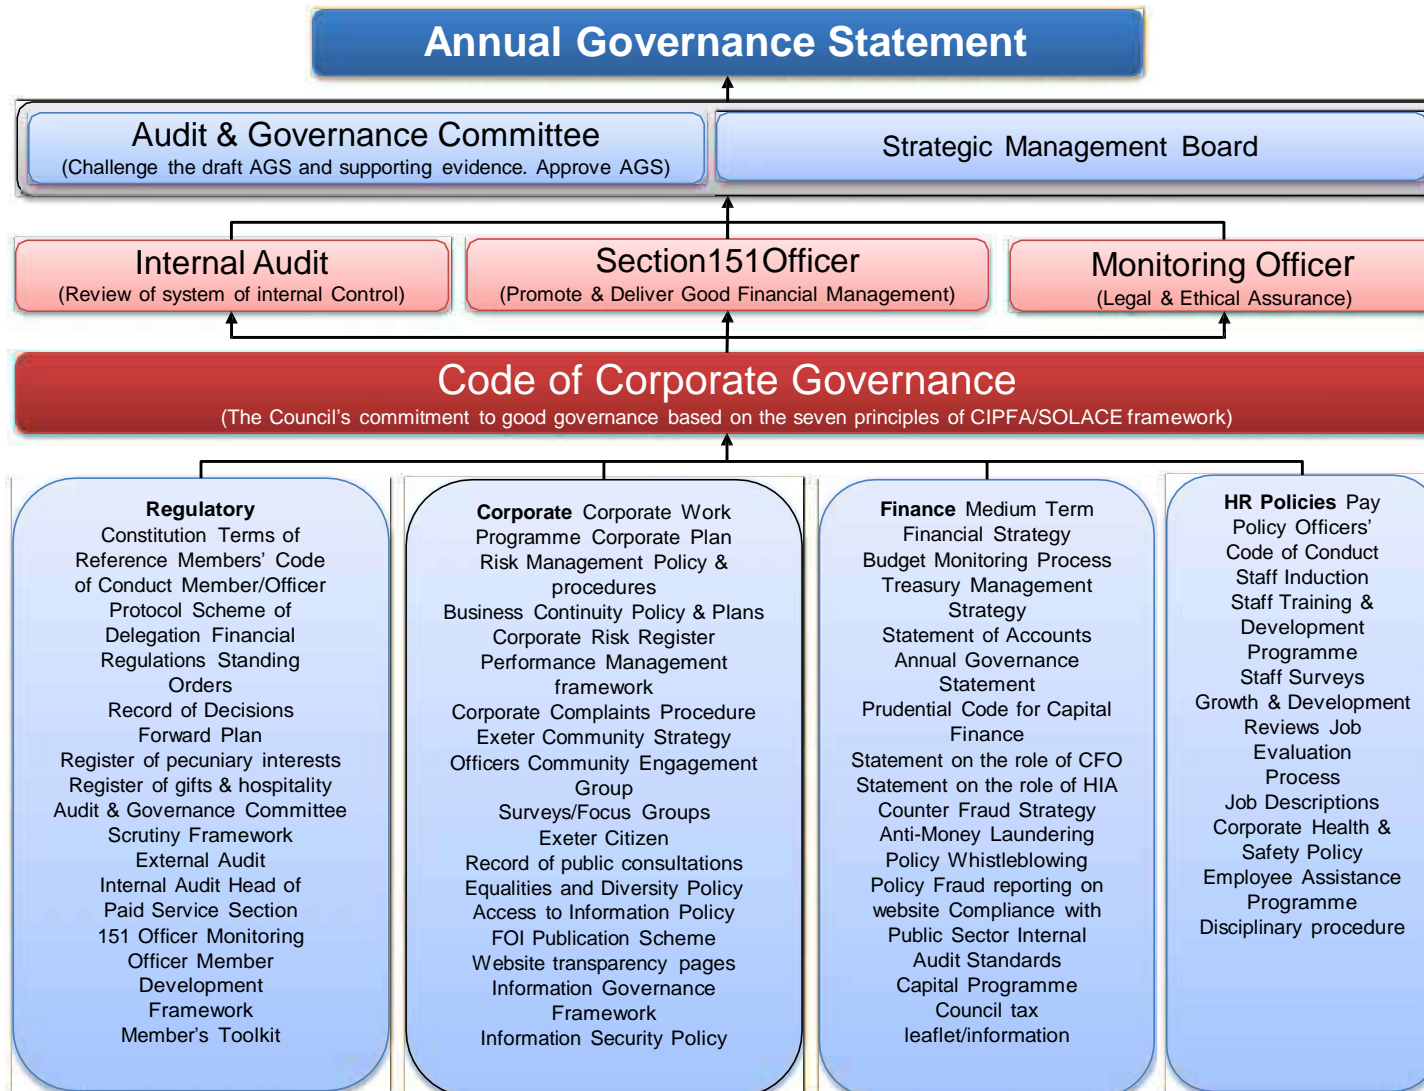 Annual Governance Statement
Audit & Governance Committee
(Challenge the draft AGS and supporting evidence. Approve AGS)
Strategic Management Board
Internal Audit
(Review of system of internal Control)
Section151Officer
(Promote & Deliver Good Financial Management)
Monitoring Officer
(Legal & Ethical Assurance)
Code of Corporate Governance
(The Council's commitment to good governance based on the seven principles of CIPFA/SOLACE framework)
Regulatory
Constitution Terms of
Reference Members' Code
of Conduct Member/Officer
Protocol Scheme of
Delegation Financial
Regulations Standing
Orders
Record of Decisions
Forward Plan
Register of pecuniary interests
Register of gifts & hospitality
Audit & Governance Committee
Scrutiny Framework
External Audit
Internal Audit Head of
Paid Service Section
151 Officer Monitoring
Officer Member
Development
Framework
Member's Toolkit
Corporate Corporate Work
Programme Corporate Plan
Risk Management Policy &
procedures
Business Continuity Policy & Plans
Corporate Risk Register
Performance Management
framework
Corporate Complaints Procedure
Exeter Community Strategy
Officers Community Engagement
Group
Surveys/Focus Groups
Exeter Citizen
Record of public consultations
Equalities and Diversity Policy
Access to Information Policy
FOI Publication Scheme
Website transparency pages
Information Governance
Framework
Information Security Policy
Finance Medium Term
Financial Strategy
Budget Monitoring Process
Treasury Management
Strategy
Statement of Accounts
Annual Governance
Statement
Prudential Code for Capital
Finance
Statement on the role of CFO
Statement on the role of HIA
Counter Fraud Strategy
Anti-Money Laundering
Policy Whistleblowing
Policy Fraud reporting on
website Compliance with
Public Sector Internal
Audit Standards
Capital Programme
Council tax
leaflet/information
HR Policies Pay
Policy Officers'
Code of Conduct
Staff Induction
Staff Training &
Development
Programme
Staff Surveys
Growth & Development
Reviews Job
Evaluation
Process
Job Descriptions
Corporate Health &
Safety Policy
Employee Assistance
Programme
Disciplinary procedure